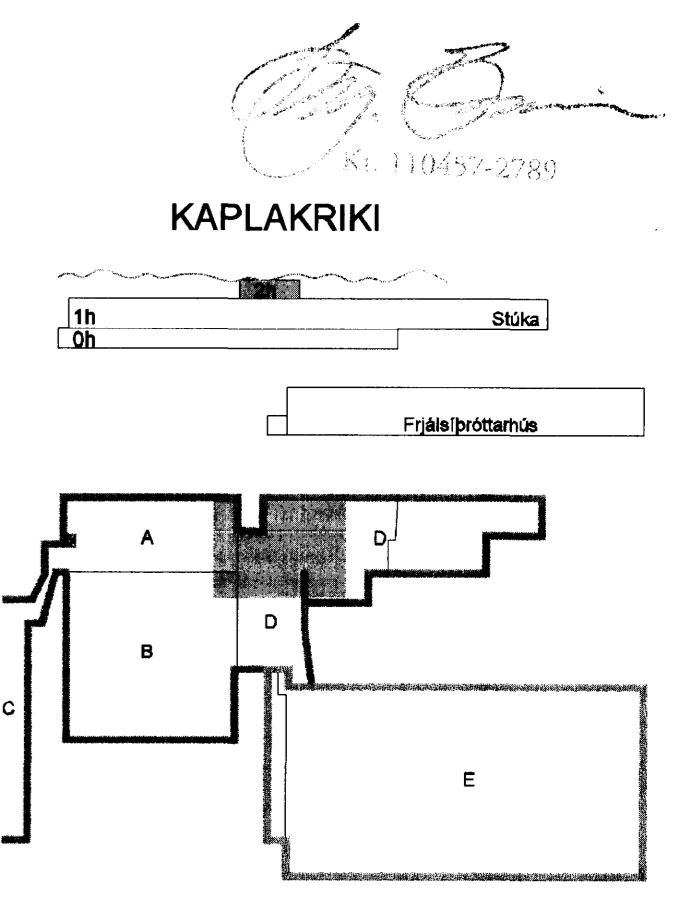 Kt. 110457-2789
KAPLAKRIKI
2h
1h Stúka
0h
Frjálsíþróttarhús
A
D
D
B
C
E